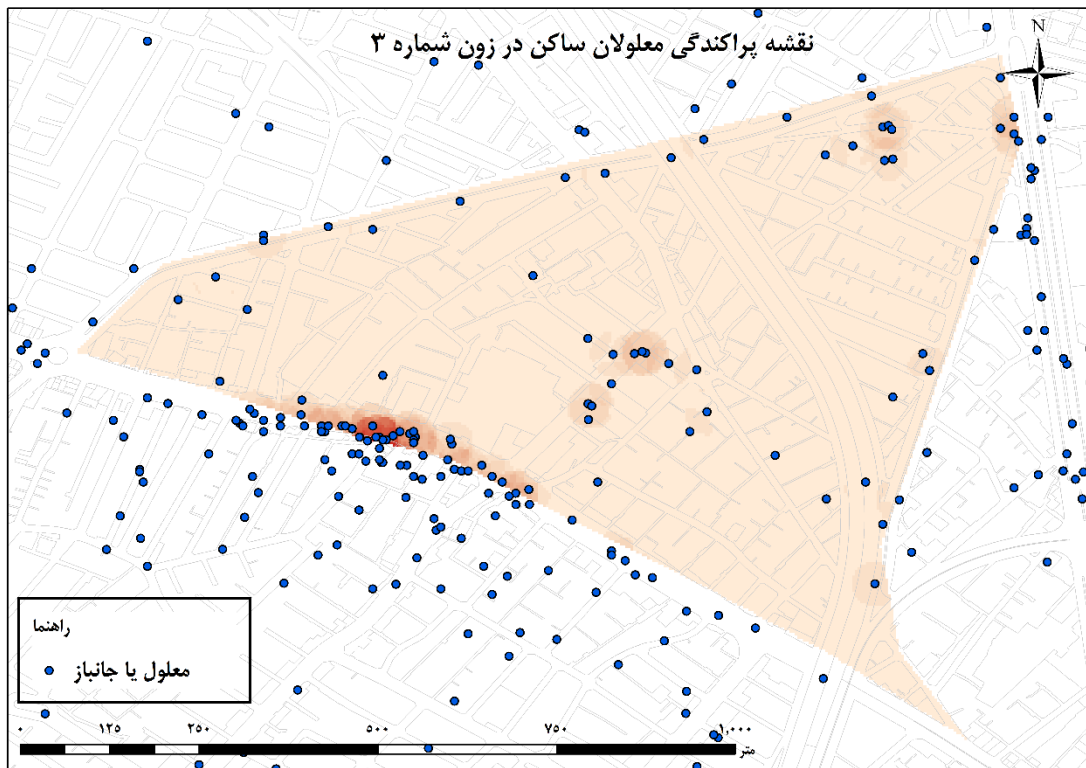 نقشه پراکندگی معلولان ساکن در زون شماره ۳
N
راهنما
معلول یا جانباز
۰ ۱۲۵ ۲۵۰ ۵۰۰ ۷۵۰ ۱,۰۰۰
متر